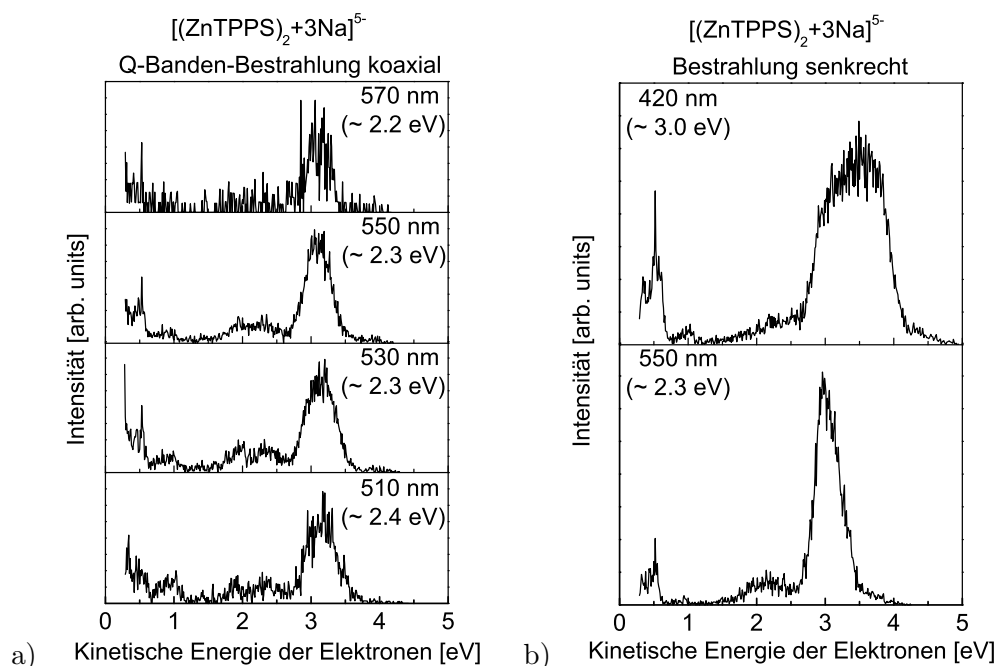 [(ZnTPPS)₂+3Na]⁵⁻
Q-Banden-Bestrahlung koaxial
570 nm
(~ 2.2 eV)
550 nm
(~ 2.3 eV)
530 nm
(~ 2.3 eV)
510 nm
(~ 2.4 eV)
Intensität [arb. units]
0 1 2 3 4 5
Kinetische Energie der Elektronen [eV]
a)
[(ZnTPPS)₂+3Na]⁵⁻
Bestrahlung senkrecht
420 nm
(~ 3.0 eV)
550 nm
(~ 2.3 eV)
Intensität [arb. units]
0 1 2 3 4 5
Kinetische Energie der Elektronen [eV]
b)